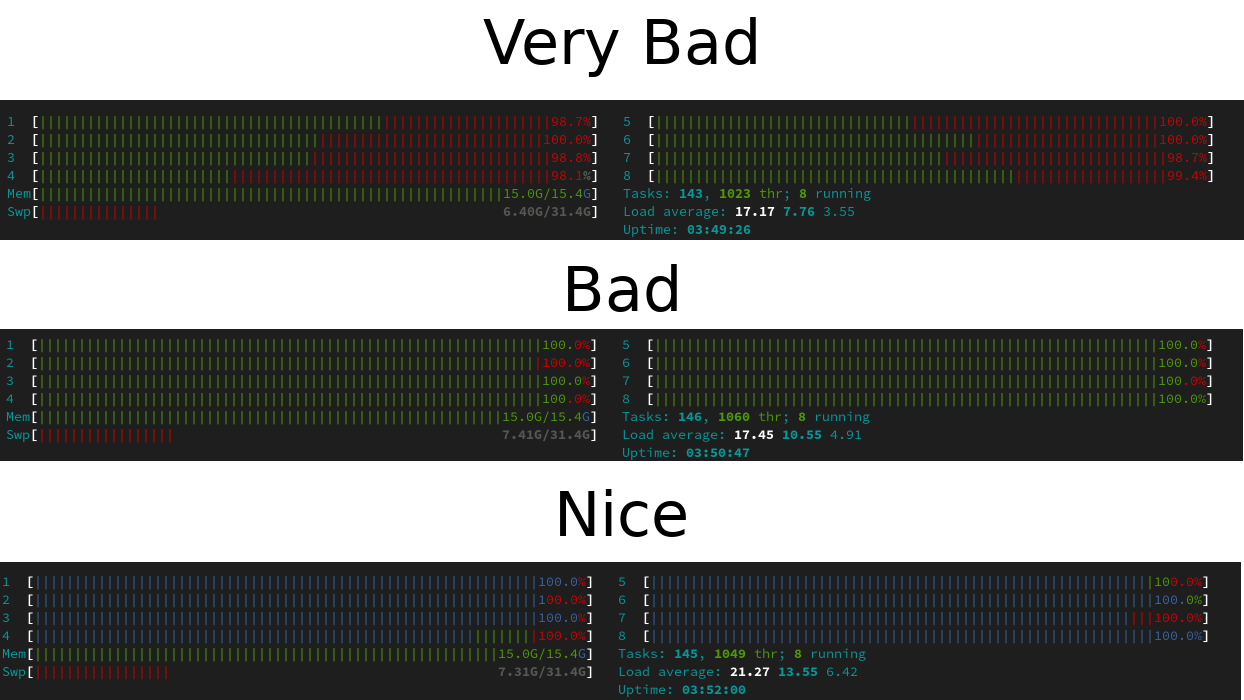 Very Bad
1 [98.7%] 5 [100.0%]
2 [100.0%] 6 [100.0%]
3 [98.8%] 7 [98.7%]
4 [98.1%] 8 [99.4%]
Mem[15.0G/15.4G] Tasks: 143, 1023 thr; 8 running
Swp[6.40G/31.4G] Load average: 17.17 7.76 3.55
Uptime: 03:49:26
Bad
1 [100.0%] 5 [100.0%]
2 [100.0%] 6 [100.0%]
3 [100.0%] 7 [100.0%]
4 [100.0%] 8 [100.0%]
Mem[15.0G/15.4G] Tasks: 146, 1060 thr; 8 running
Swp[7.41G/31.4G] Load average: 17.45 10.55 4.91
Uptime: 03:50:47
Nice
1 [100.0%] 5 [100.0%]
2 [100.0%] 6 [100.0%]
3 [100.0%] 7 [100.0%]
4 [100.0%] 8 [100.0%]
Mem[15.0G/15.4G] Tasks: 145, 1049 thr; 8 running
Swp[7.31G/31.4G] Load average: 21.27 13.55 6.42
Uptime: 03:52:00